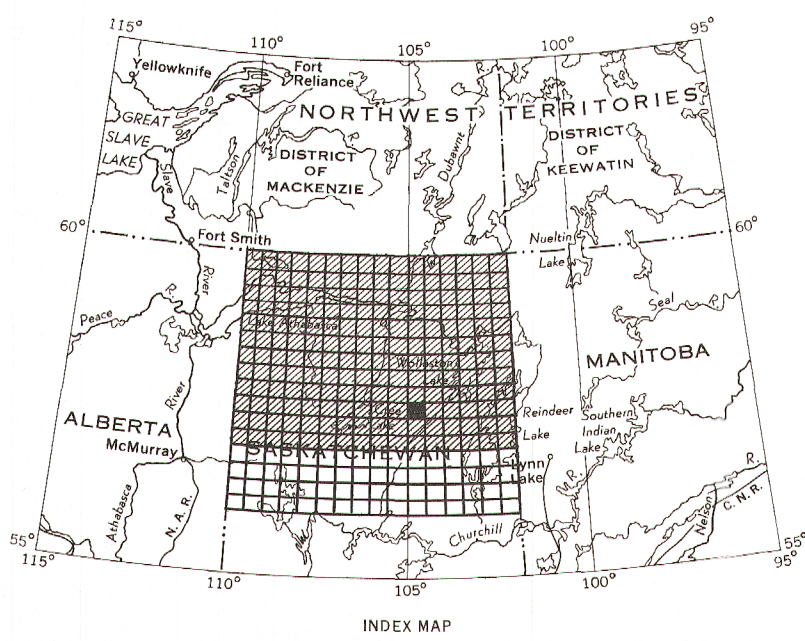 115°
110°
105°
100°
95°
Yellowknife
Fort
Reliance
R.
NORTHWEST TERRITORIES
GREAT
SLAVE
LAKE
Slave
Taltson
DISTRICT
OF
MACKENZIE
Dubawnt
DISTRICT
OF
KEEWATIN
60°
Fort Smith
Nueltin
Lake
60°
River
Peace
R.
Lake Athabasca
Seal R.
Wollaston
Lake
MANITOBA
River
Cree
Lake
ALBERTA
McMurray
Reindeer
Lake
Southern
Indian
Lake
SASKATCHEWAN
Lynn
Lake
Athabasca
N.A.R.
Churchill
R.
Nelson
R.
C.N.R.
55°
115°
110°
105°
100°
55°
95°
INDEX MAP